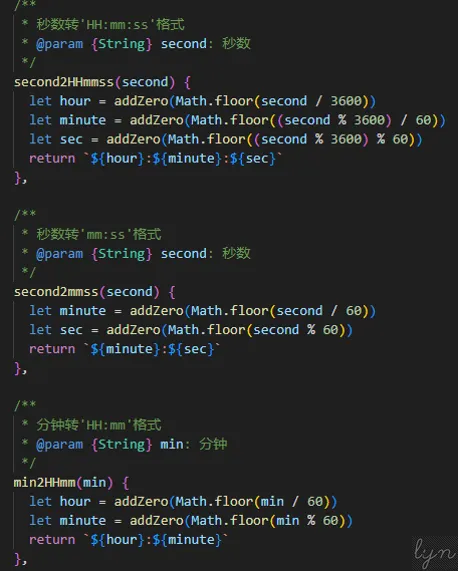 /**
 * 秒数转'HH:mm:ss'格式
 * @param {String} second: 秒数
 */
second2HHmmss(second) {
  let hour = addZero(Math.floor(second / 3600))
  let minute = addZero(Math.floor((second % 3600) / 60))
  let sec = addZero(Math.floor((second % 3600) % 60))
  return `${hour}:${minute}:${sec}`
},

/**
 * 秒数转'mm:ss'格式
 * @param {String} second: 秒数
 */
second2mmss(second) {
  let minute = addZero(Math.floor(second / 60))
  let sec = addZero(Math.floor(second % 60))
  return `${minute}:${sec}`
},

/**
 * 分钟转'HH:mm'格式
 * @param {String} min: 分钟
 */
min2HHmm(min) {
  let hour = addZero(Math.floor(min / 60))
  let minute = addZero(Math.floor(min % 60))
  return `${hour}:${minute}`
},
lyn